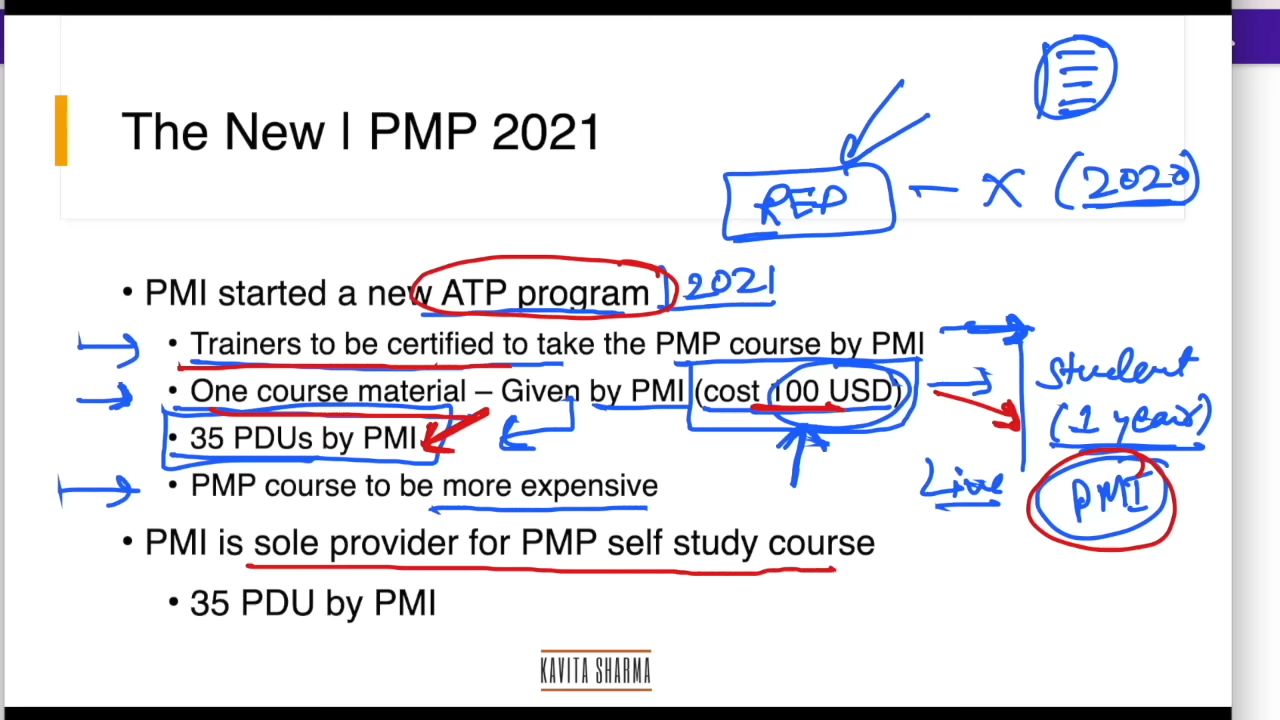 The New | PMP 2021
REP - X (2020)
• PMI started a new ATP program 2021
• Trainers to be certified to take the PMP course by PMI
• One course material – Given by PMI (cost 100 USD)
• 35 PDUs by PMI
• PMP course to be more expensive
student
(1 year)
Live PMI
• PMI is sole provider for PMP self study course
• 35 PDU by PMI
KAVITA SHARMA